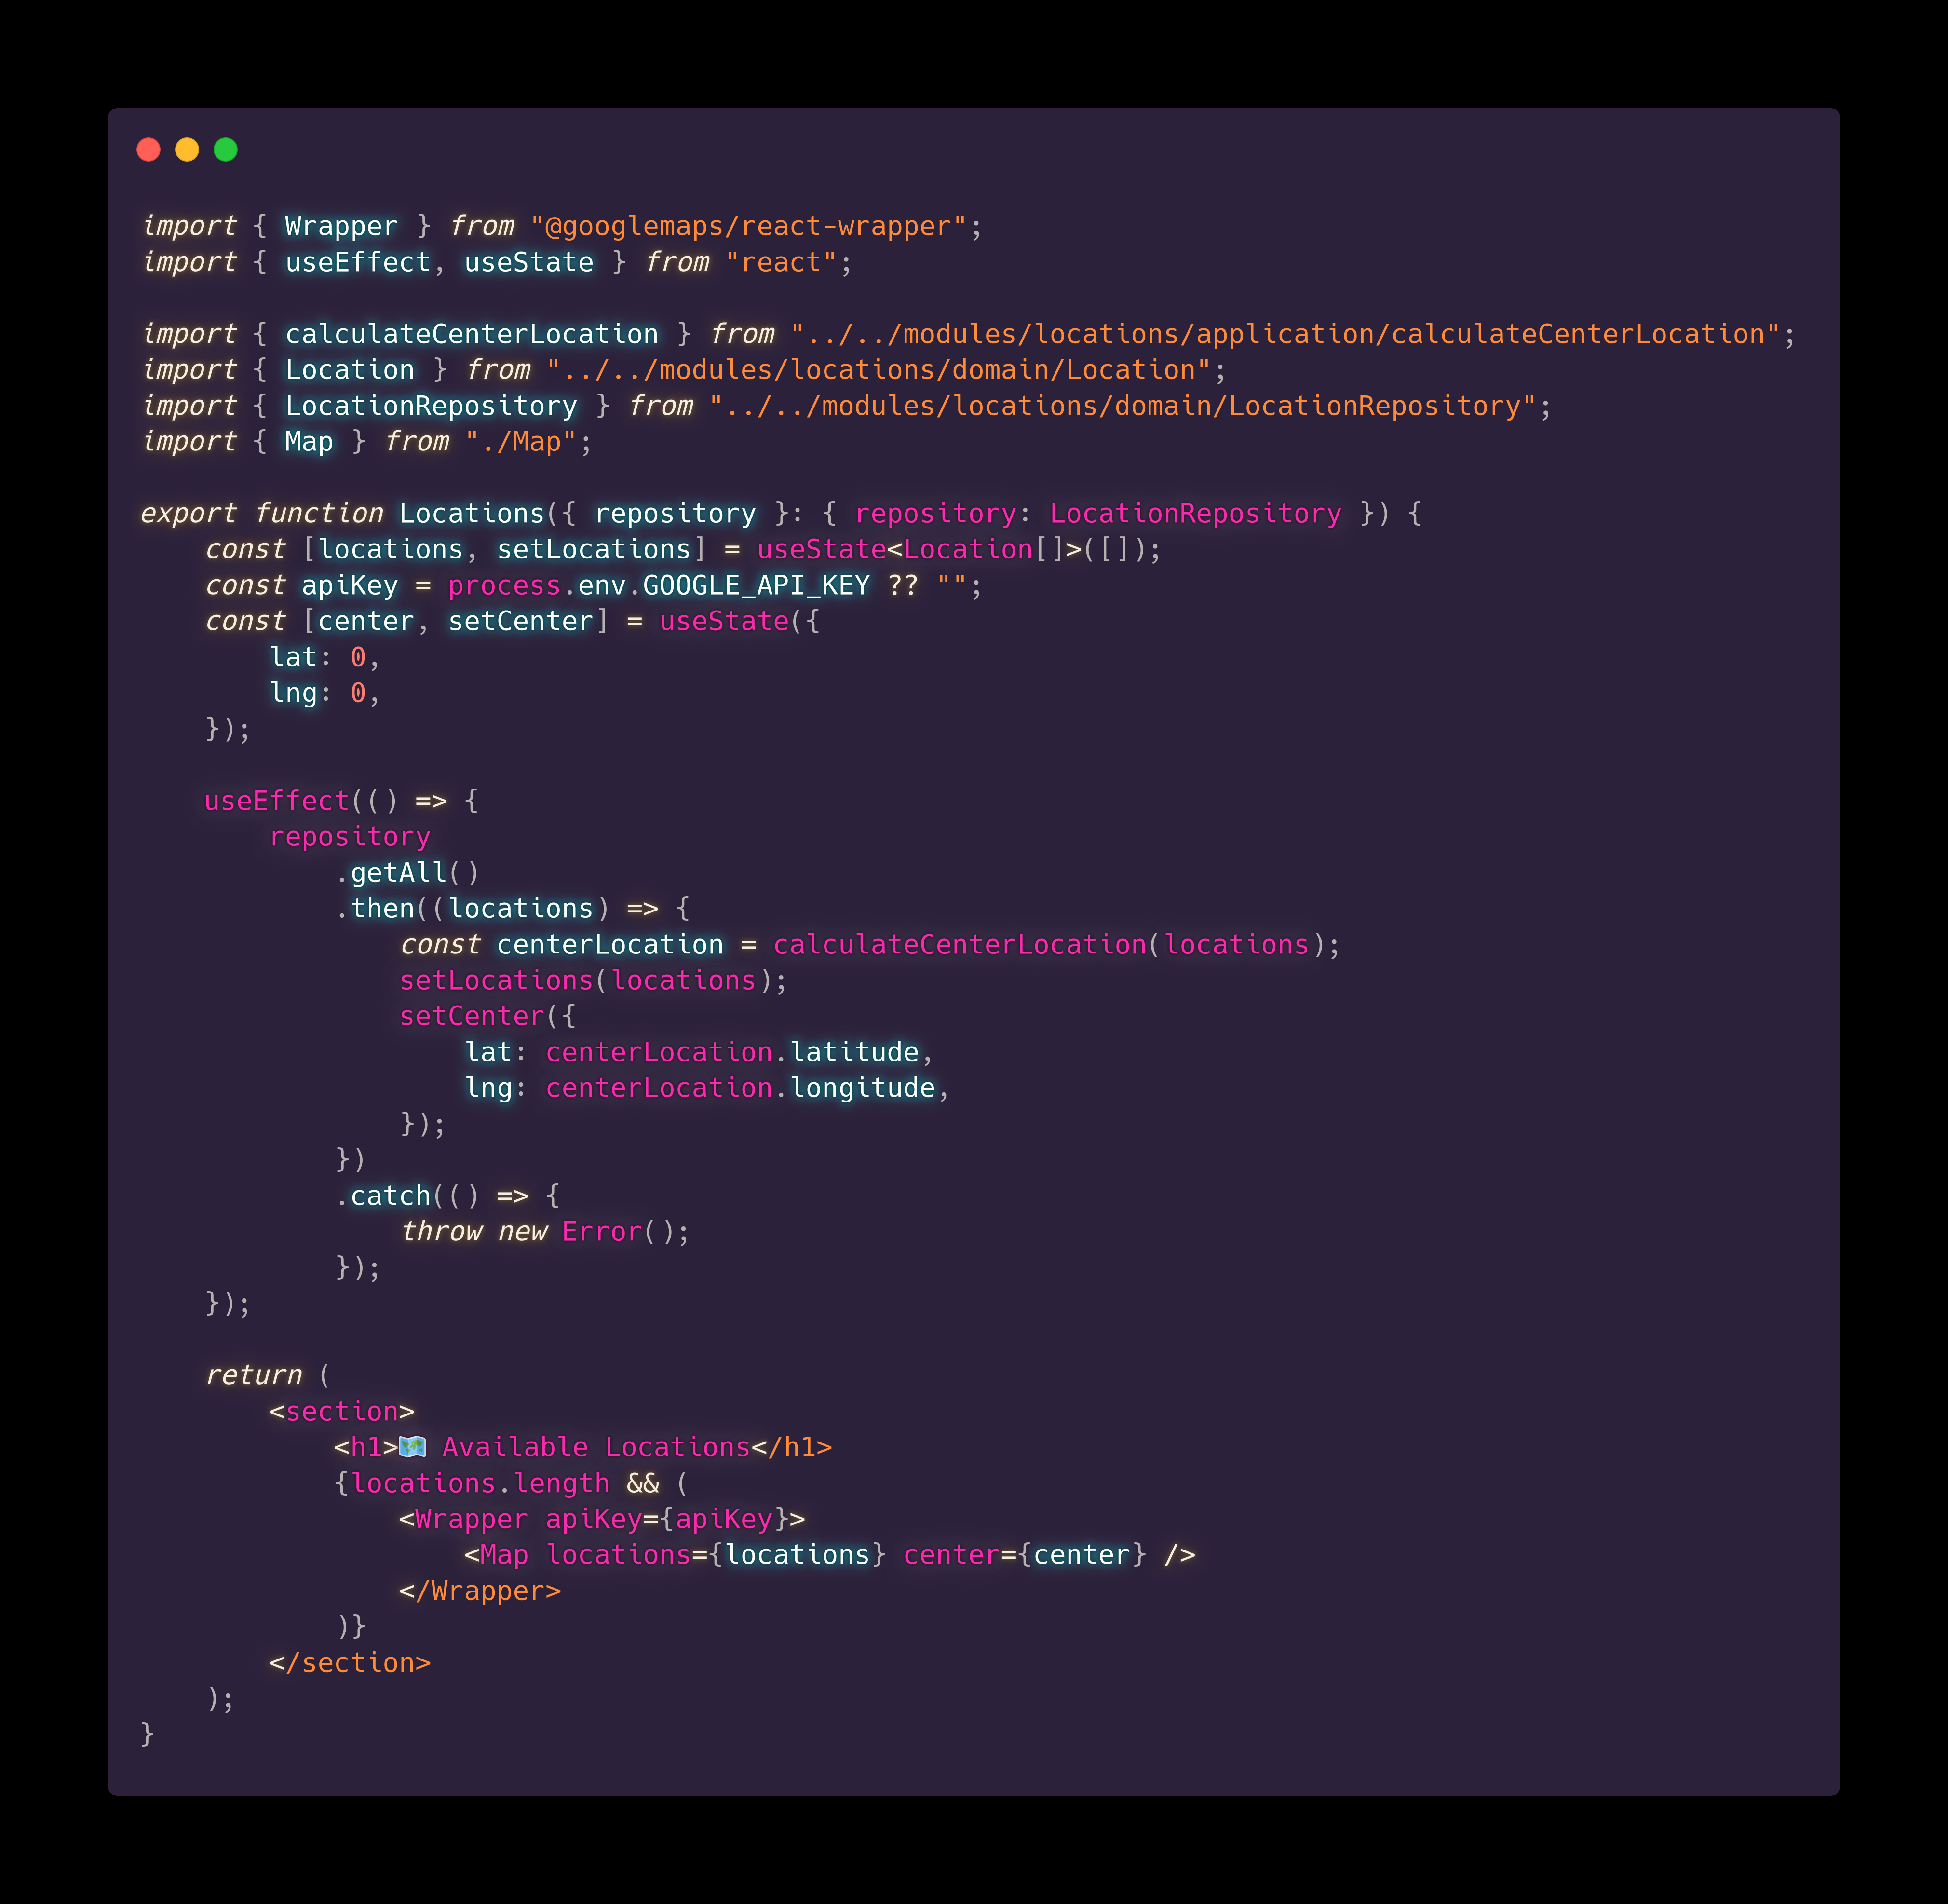 import { Wrapper } from "@googlemaps/react-wrapper";
import { useEffect, useState } from "react";

import { calculateCenterLocation } from "../../modules/locations/application/calculateCenterLocation";
import { Location } from "../../modules/locations/domain/Location";
import { LocationRepository } from "../../modules/locations/domain/LocationRepository";
import { Map } from "./Map";

export function Locations({ repository }: { repository: LocationRepository }) {
    const [locations, setLocations] = useState<Location[]>([]);
    const apiKey = process.env.GOOGLE_API_KEY ?? "";
    const [center, setCenter] = useState({
        lat: 0,
        lng: 0,
    });

    useEffect(() => {
        repository
            .getAll()
            .then((locations) => {
                const centerLocation = calculateCenterLocation(locations);
                setLocations(locations);
                setCenter({
                    lat: centerLocation.latitude,
                    lng: centerLocation.longitude,
                });
            })
            .catch(() => {
                throw new Error();
            });
    });

    return (
        <section>
            <h1>🗺️ Available Locations</h1>
            {locations.length && (
                <Wrapper apiKey={apiKey}>
                    <Map locations={locations} center={center} />
                </Wrapper>
            )}
        </section>
    );
}